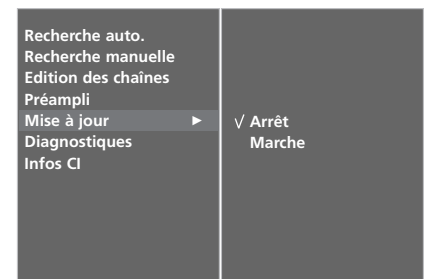 Recherche auto.
Recherche manuelle
Edition des chaînes
Préampli
Mise à jour ►
Diagnostiques
Infos CI
√ Arrêt
Marche